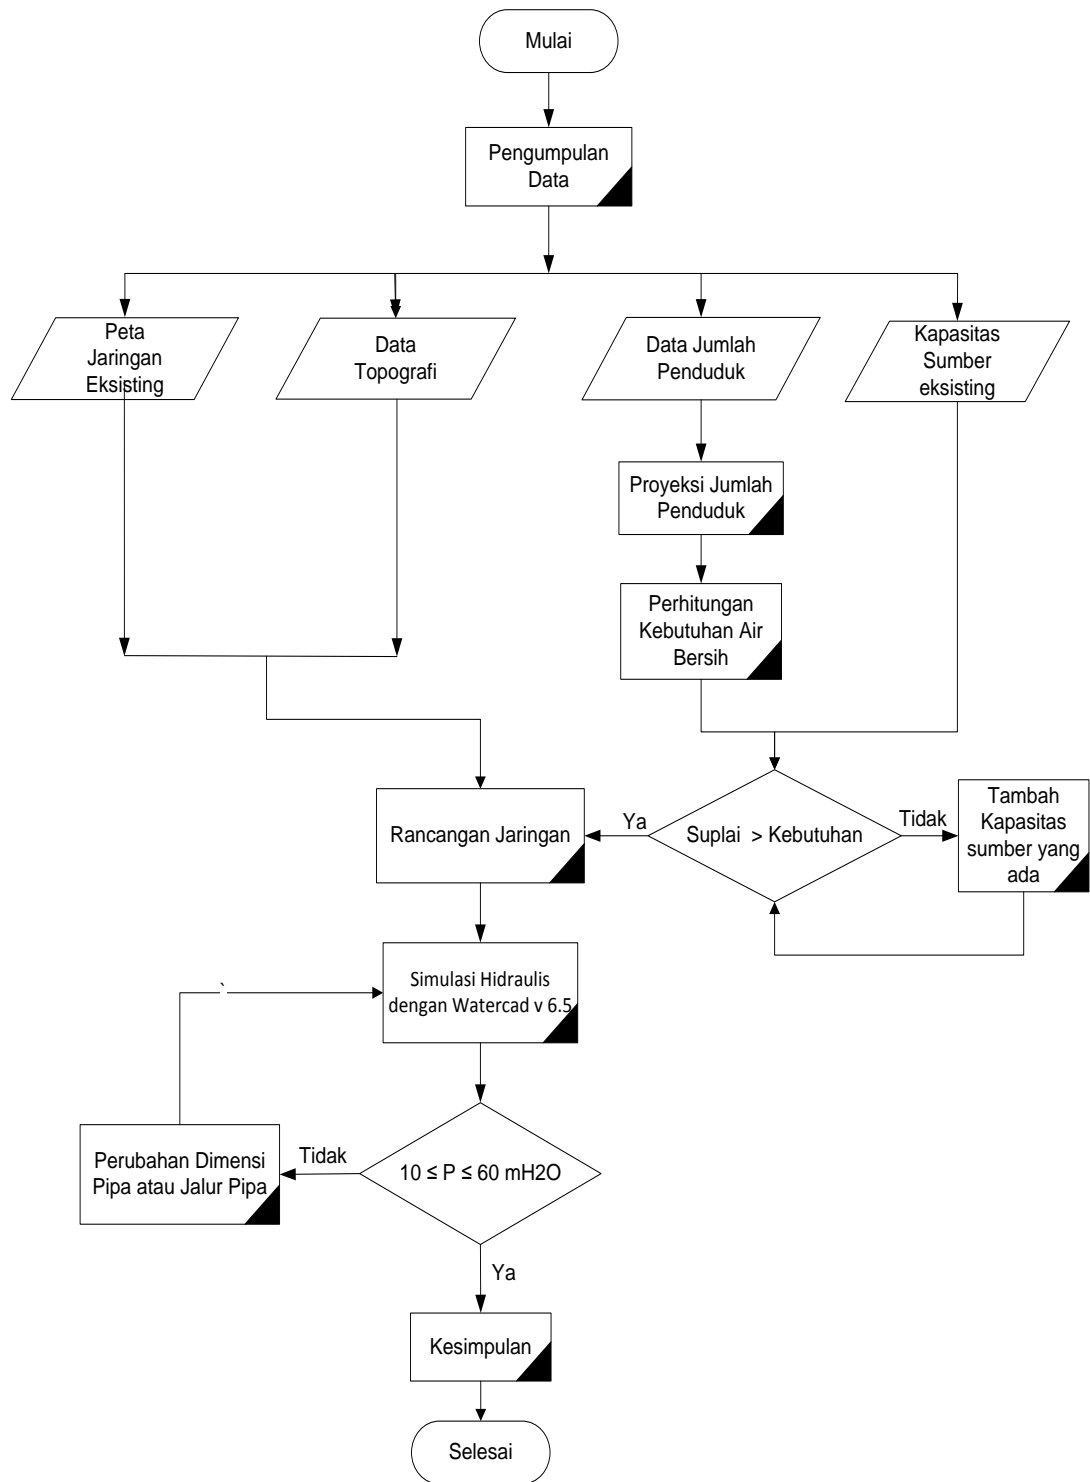 Mulai
Pengumpulan
Data
Peta
Jaringan
Eksisting
Data
Topografi
Data Jumlah
Penduduk
Kapasitas
Sumber
eksisting
Proyeksi Jumlah
Penduduk
Perhitungan
Kebutuhan Air
Bersih
Rancangan Jaringan
Ya
Suplai > Kebutuhan
Tidak
Tambah
Kapasitas
sumber yang
ada
`
Simulasi Hidraulis
dengan Watercad v 6.5
Perubahan Dimensi
Pipa atau Jalur Pipa
Tidak
10 ≤ P ≤ 60 mH2O
Ya
Kesimpulan
Selesai